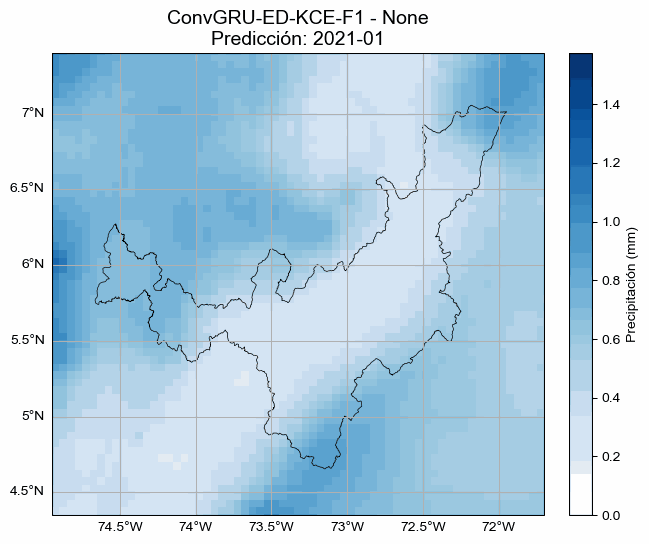 ConvGRU-ED-KCE-F1 - None
Predicción: 2021-01
7°N
6.5°N
6°N
5.5°N
5°N
4.5°N
74.5°W
74°W
73.5°W
73°W
72.5°W
72°W
1.4
1.2
1.0
0.8
0.6
0.4
0.2
0.0
Precipitación (mm)